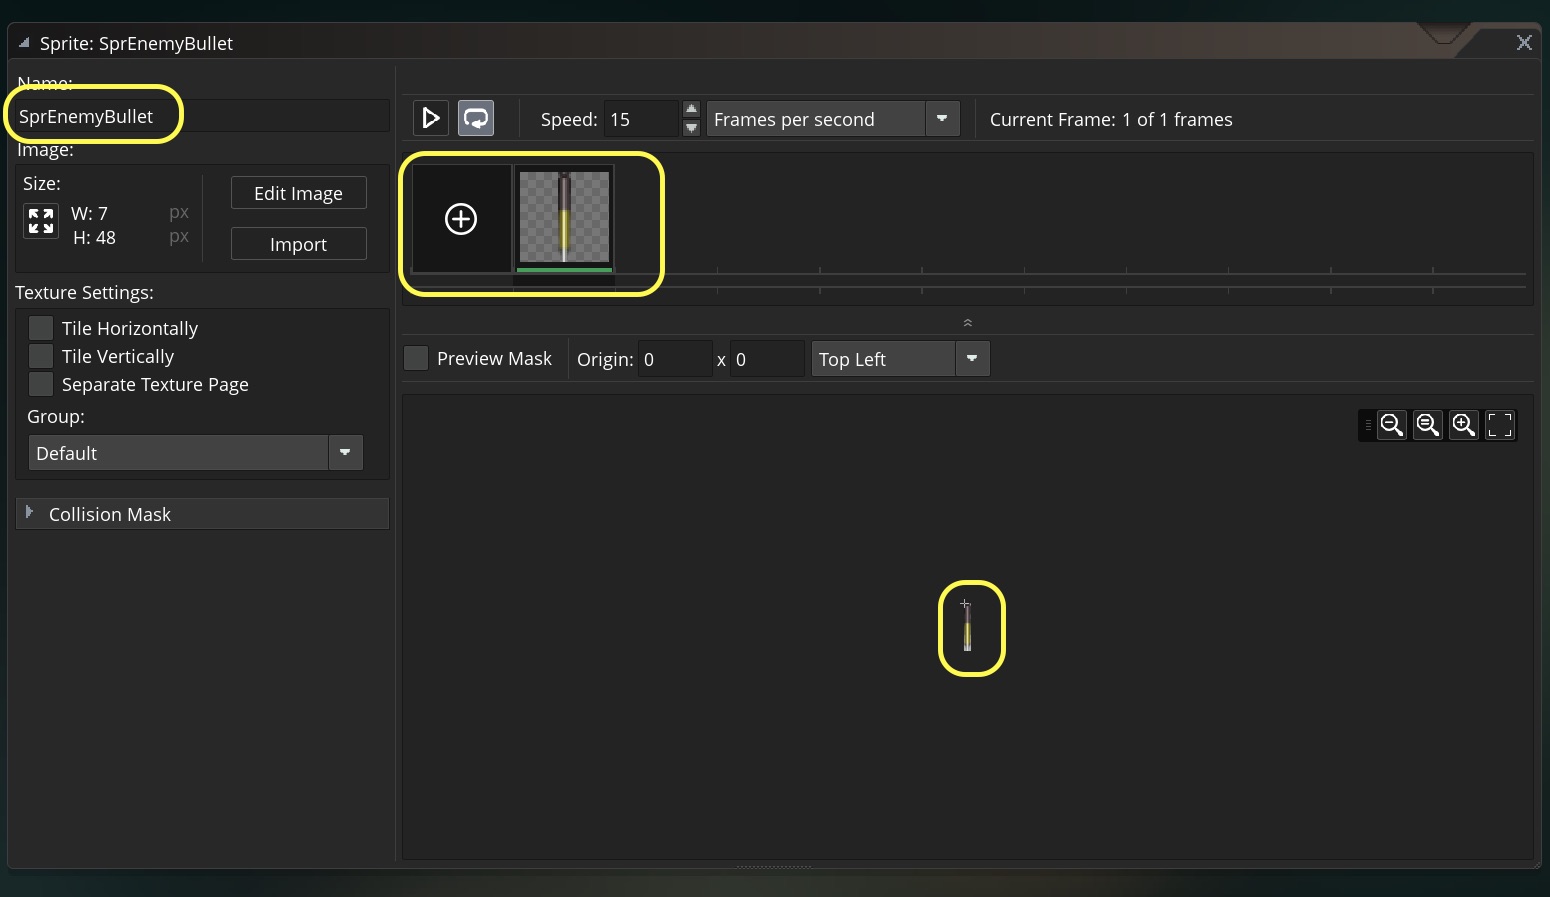 Sprite: SprEnemyBullet
Name:
SprEnemyBullet
Image:
Size:
W: 7 px
H: 48 px
Edit Image
Import
Texture Settings:
Tile Horizontally
Tile Vertically
Separate Texture Page
Group:
Default
Collision Mask
Speed: 15 Frames per second Current Frame: 1 of 1 frames
Preview Mask Origin: 0 x 0 Top Left